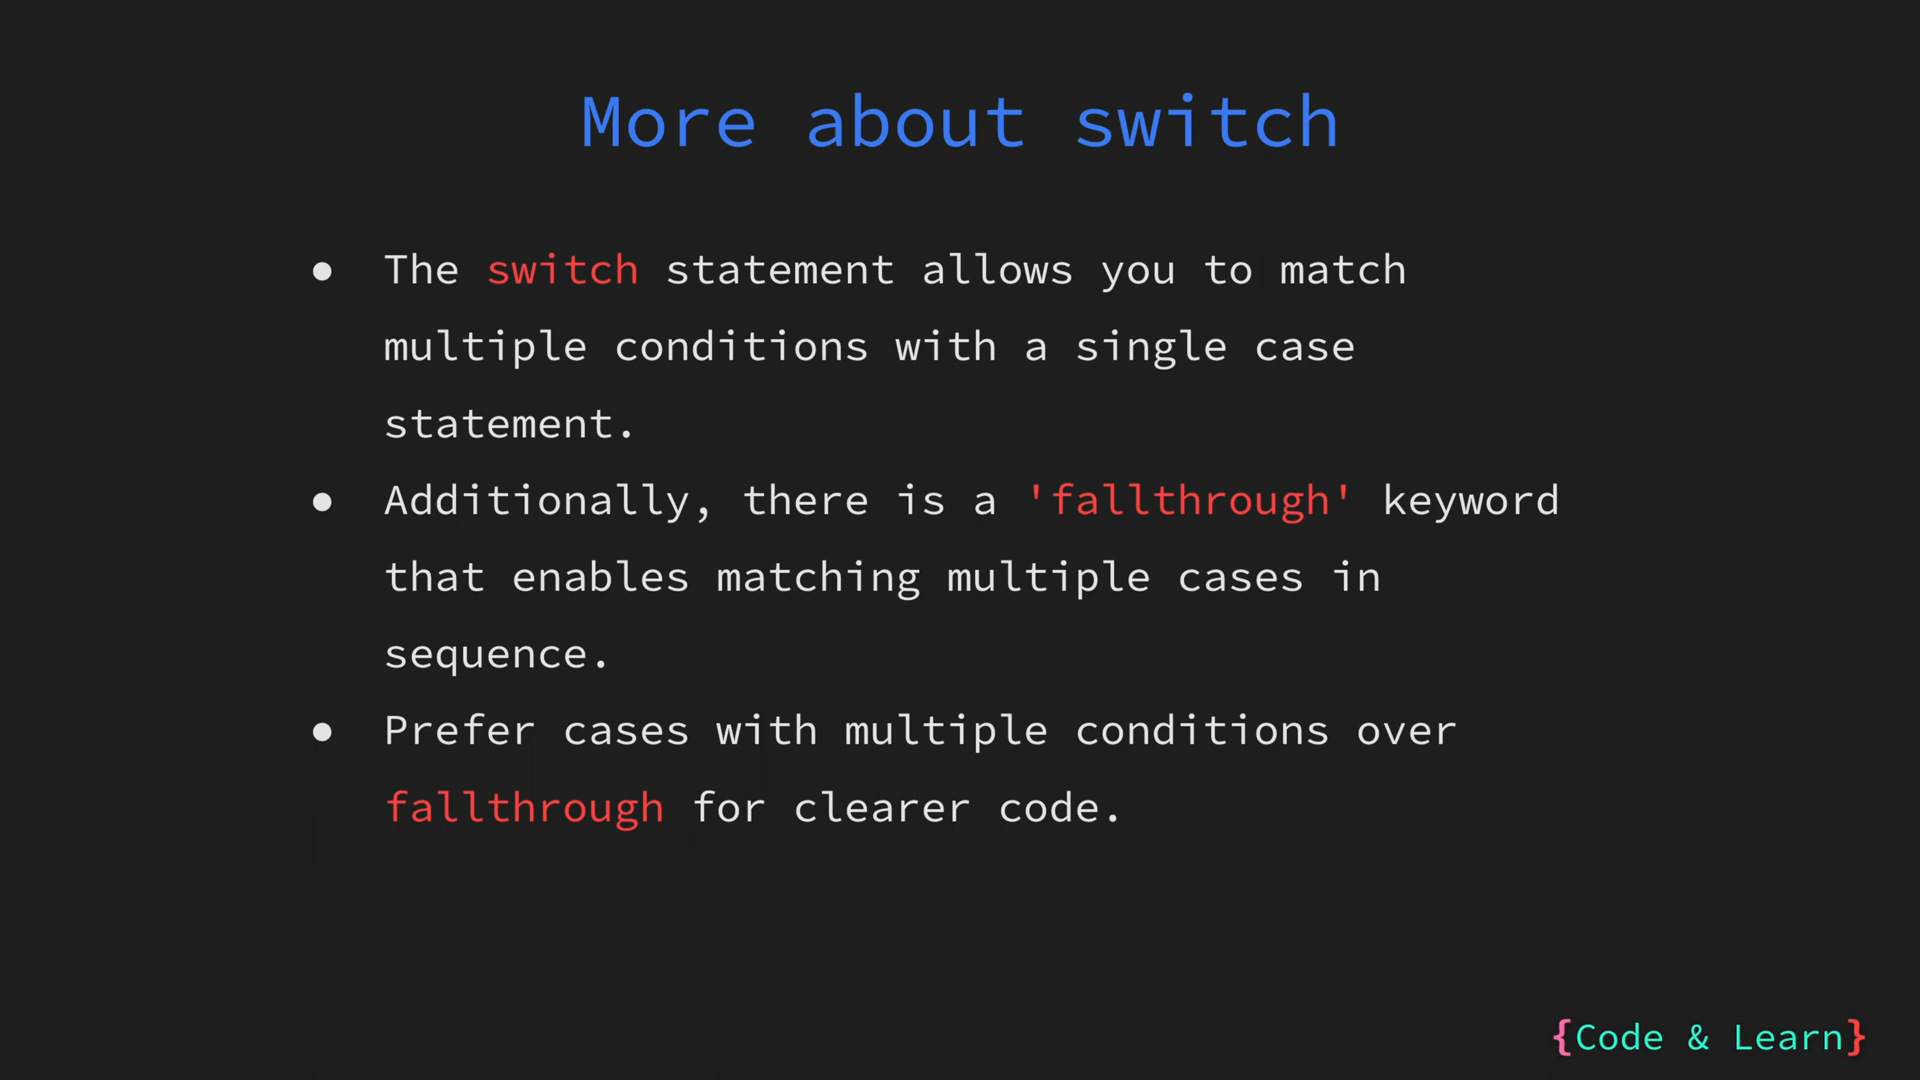 More about switch
● The switch statement allows you to match
multiple conditions with a single case
statement.
● Additionally, there is a 'fallthrough' keyword
that enables matching multiple cases in
sequence.
● Prefer cases with multiple conditions over
fallthrough for clearer code.
{Code & Learn}